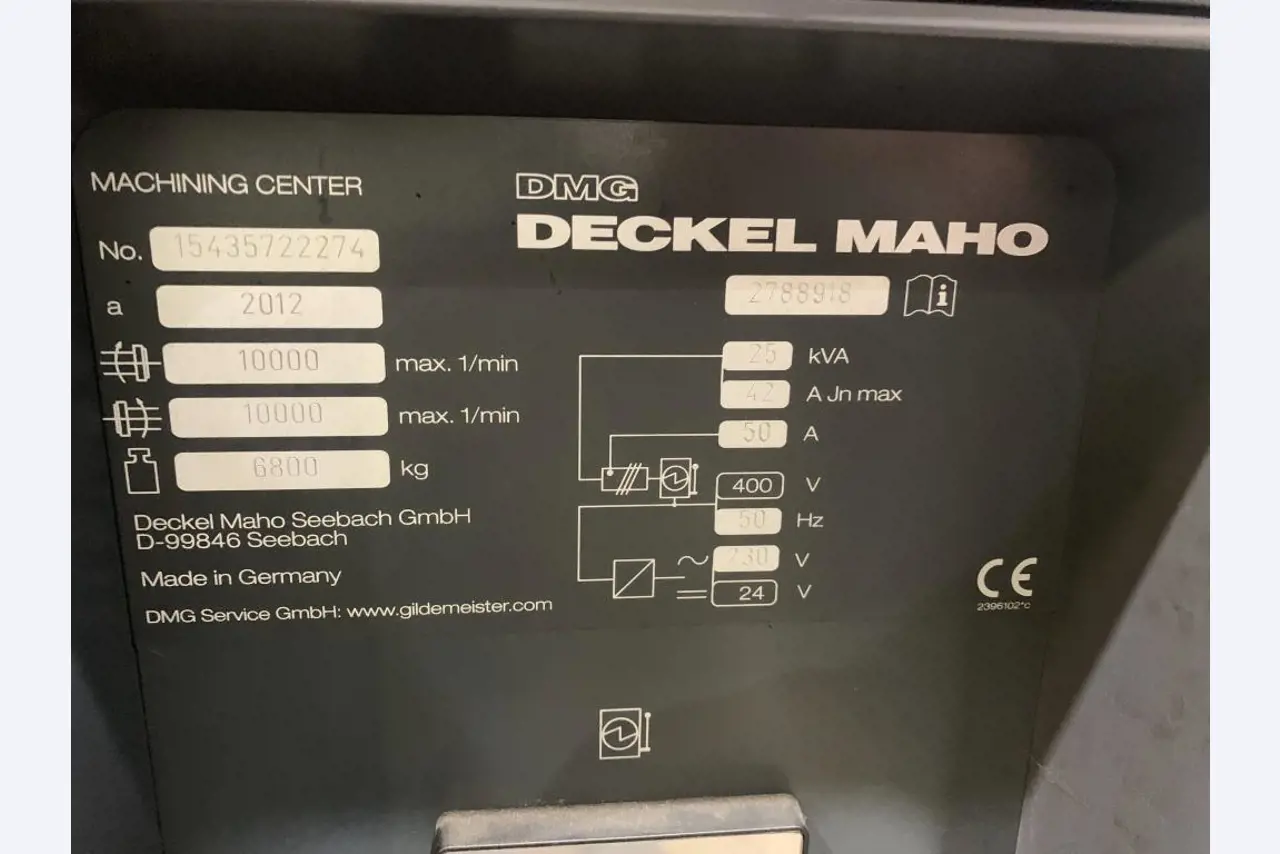 MACHINING CENTER
DMG
DECKEL MAHO
No. 15435722274
a 2012
10000 max. 1/min
10000 max. 1/min
6800 kg
Deckel Maho Seebach GmbH
D-99846 Seebach
Made in Germany
DMG Service GmbH: www.gildemeister.com
2788918 i
25 kVA
42 A Jn max
50 A
400 V
50 Hz
230 V
24 V
CE
2396102*c